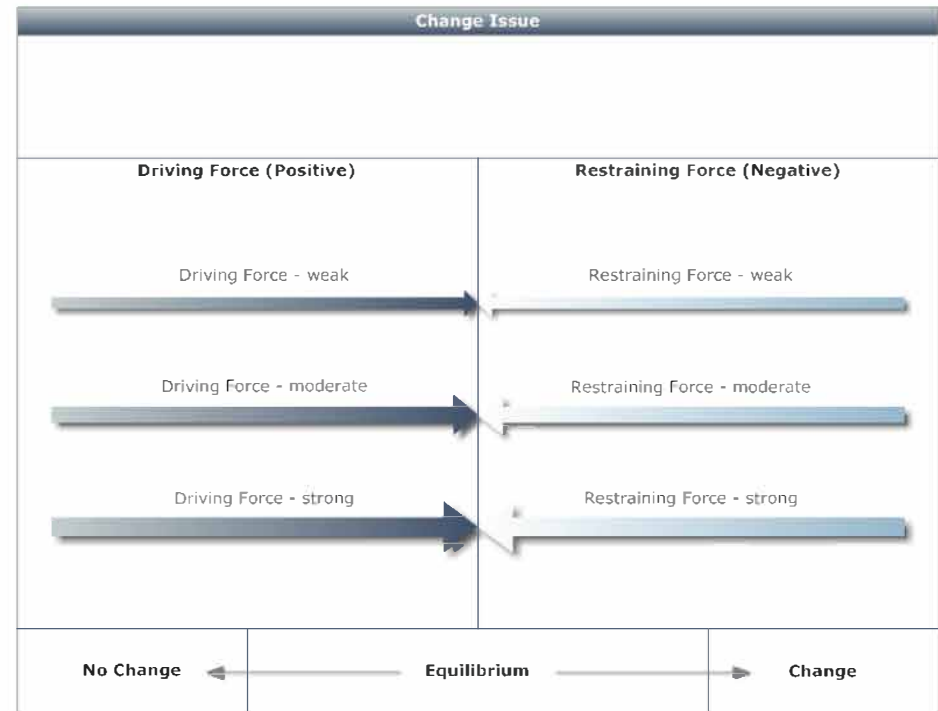 Change Issue
Driving Force (Positive)
Restraining Force (Negative)
Driving Force - weak
Restraining Force - weak
Driving Force - moderate
Restraining Force - moderate
Driving Force - strong
Restraining Force - strong
No Change
Equilibrium
Change